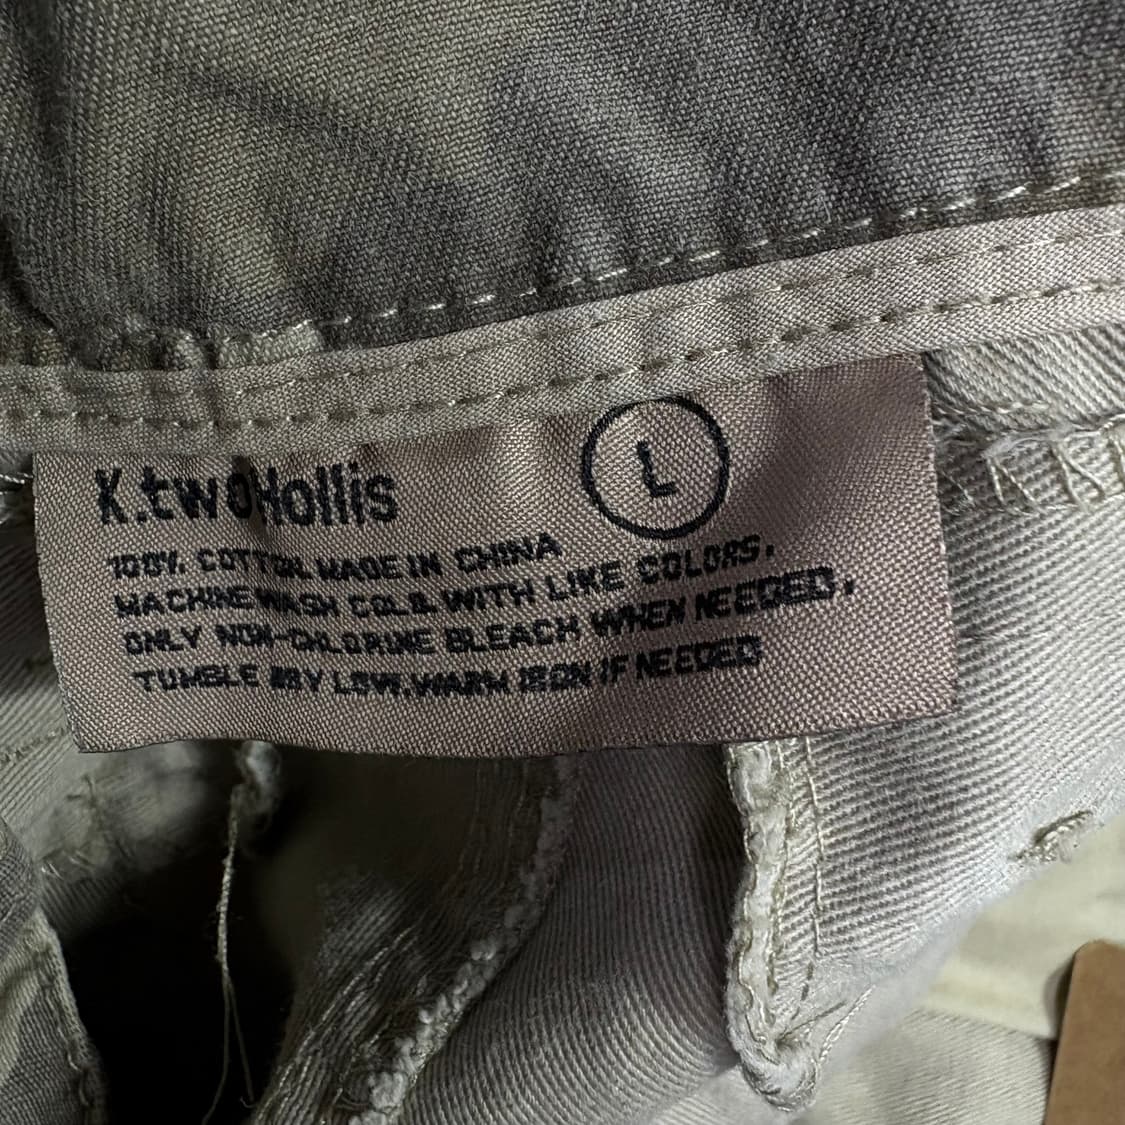 K.two Hollis
L
100% COTTON. MADE IN CHINA
MACHINE WASH COLD WITH LIKE COLORS.
ONLY NON-CHLORINE BLEACH WHEN NEEDED.
TUMBLE DRY LOW. WARM IRON IF NEEDED